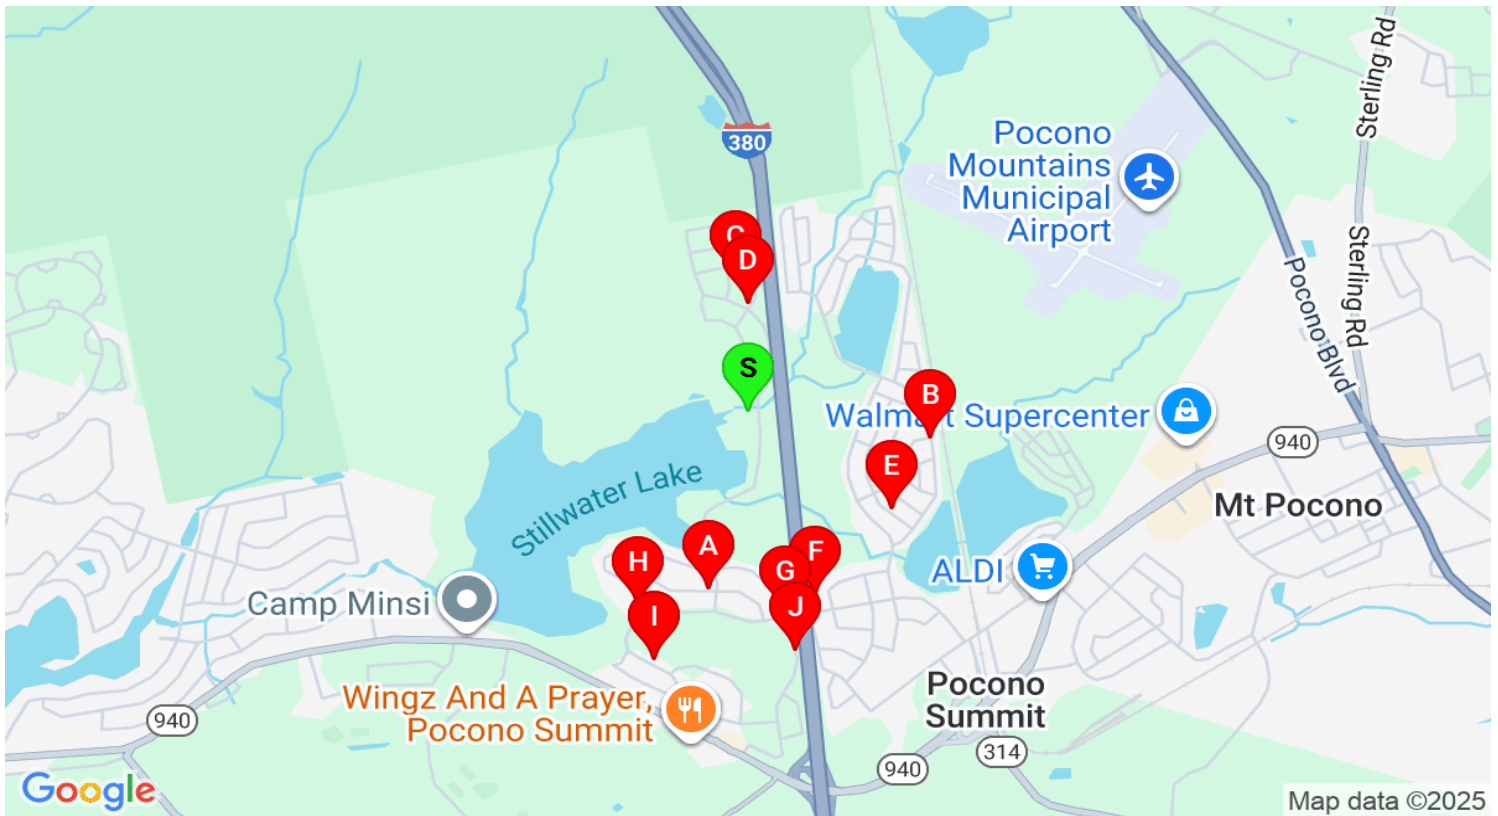 380
Pocono
Mountains
Municipal
Airport
Sterling Rd
Sterling Rd
Pocono Blvd
C
D
S
B
Walmart Supercenter
940
E
Stillwater Lake
Mt Pocono
A
F
H
G
ALDI
J
I
Camp Minsi
Wingz And A Prayer,
Pocono Summit
Pocono
Summit
940
314
940
Google
Map data ©2025